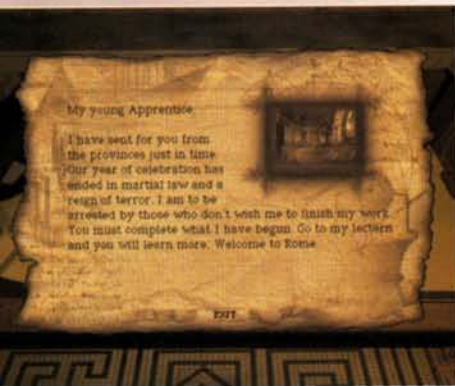 My young Apprentice
I have sent for you from
the provinces just in time.
Our year of celebration has
ended in martial law and a
reign of terror. I am to be
arrested by those who don't wish me to finish my work.
You must complete what I have begun. Go to my lectern
and you will learn more. Welcome to Rome
EXIT